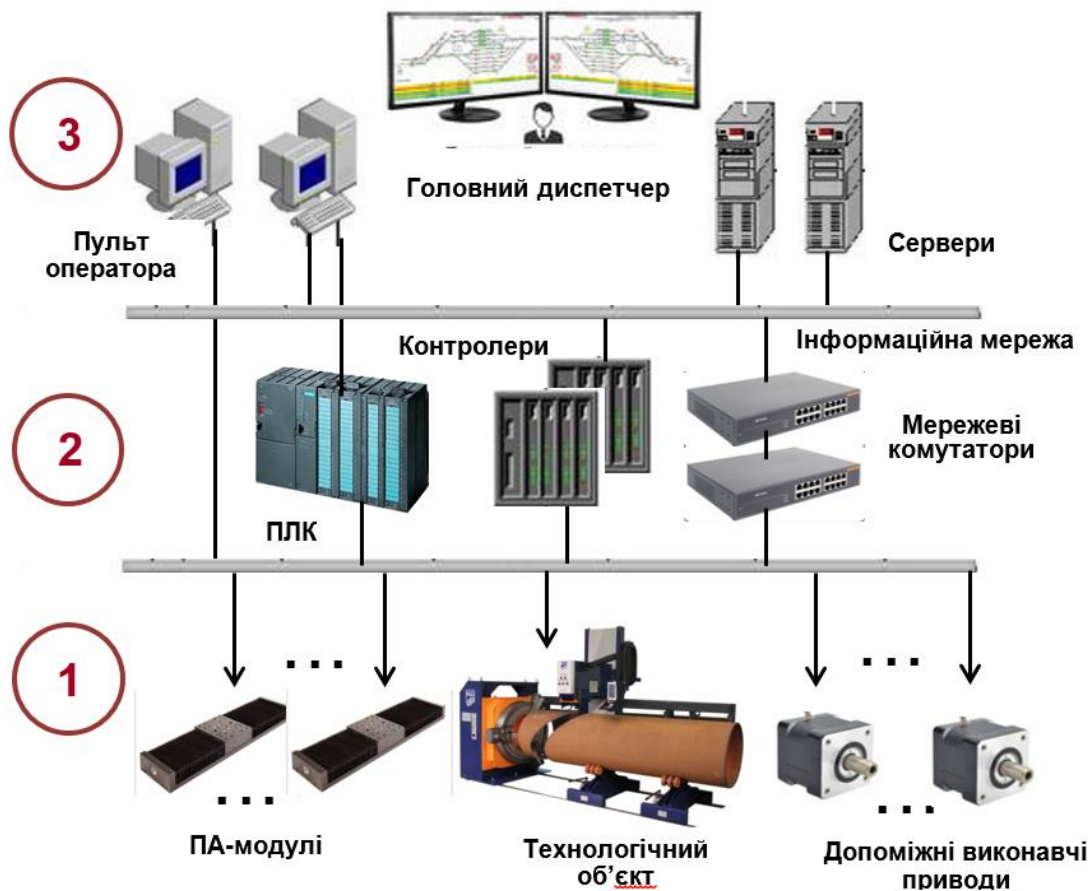 3
Головний диспетчер
Пульт
оператора
Сервери
Контролери
Інформаційна мережа
2
Мережеві
комутатори
ПЛК
1
...
...
...
...
ПА-модулі
Технологічний
об’єкт
Допоміжні виконавчі
приводи